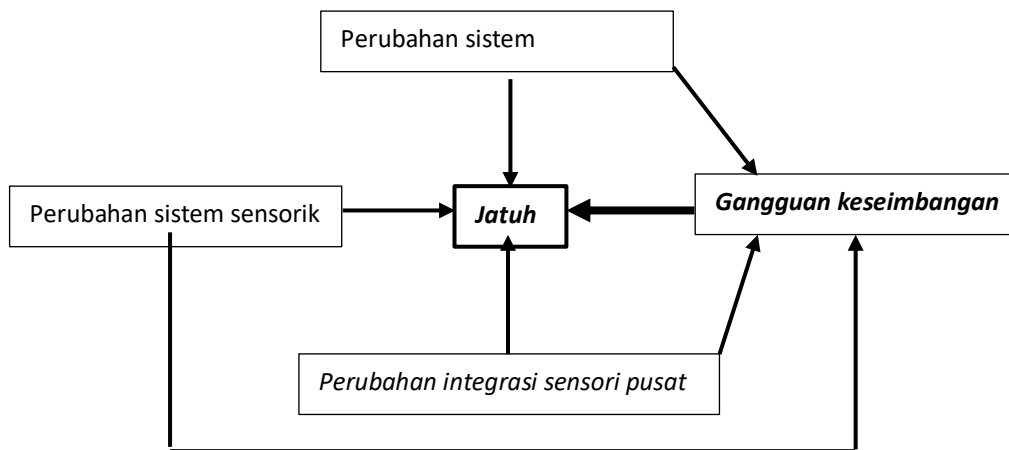 Perubahan sistem
Perubahan sistem sensorik
Jatuh
Gangguan keseimbangan
Perubahan integrasi sensori pusat